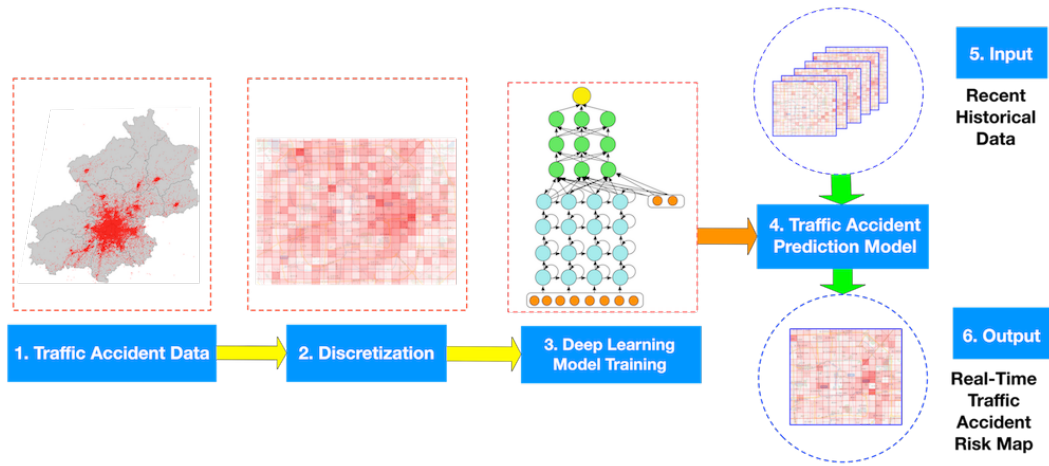 1. Traffic Accident Data
2. Discretization
3. Deep Learning
Model Training
4. Traffic Accident
Prediction Model
5. Input
Recent
Historical
Data
6. Output
Real-Time
Traffic
Accident
Risk Map